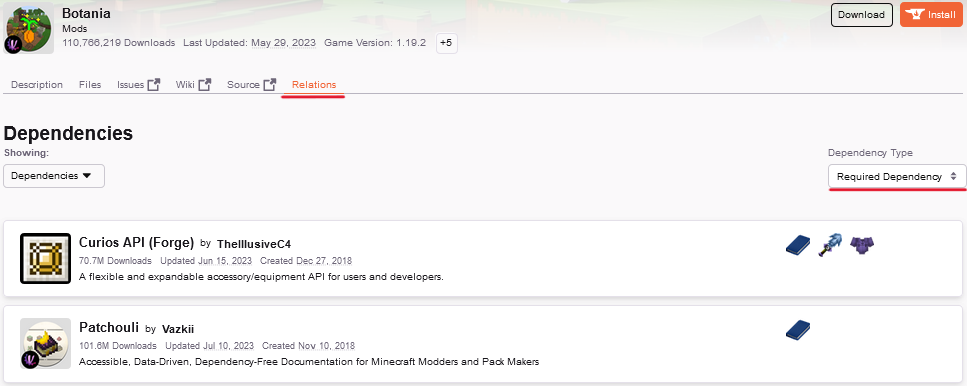 Botania
Mods
110,766,219 Downloads Last Updated: May 29, 2023 Game Version: 1.19.2 +5
Download Install
Description Files Issues Wiki Source Relations
Dependencies
Showing: Dependency Type
Dependencies Required Dependency
Curios API (Forge) by TheIllusiveC4
70.7M Downloads Updated Jun 15, 2023 Created Dec 27, 2018
A flexible and expandable accessory/equipment API for users and developers.
Patchouli by Vazkii
101.6M Downloads Updated Jul 10, 2023 Created Nov 10, 2018
Accessible, Data-Driven, Dependency-Free Documentation for Minecraft Modders and Pack Makers